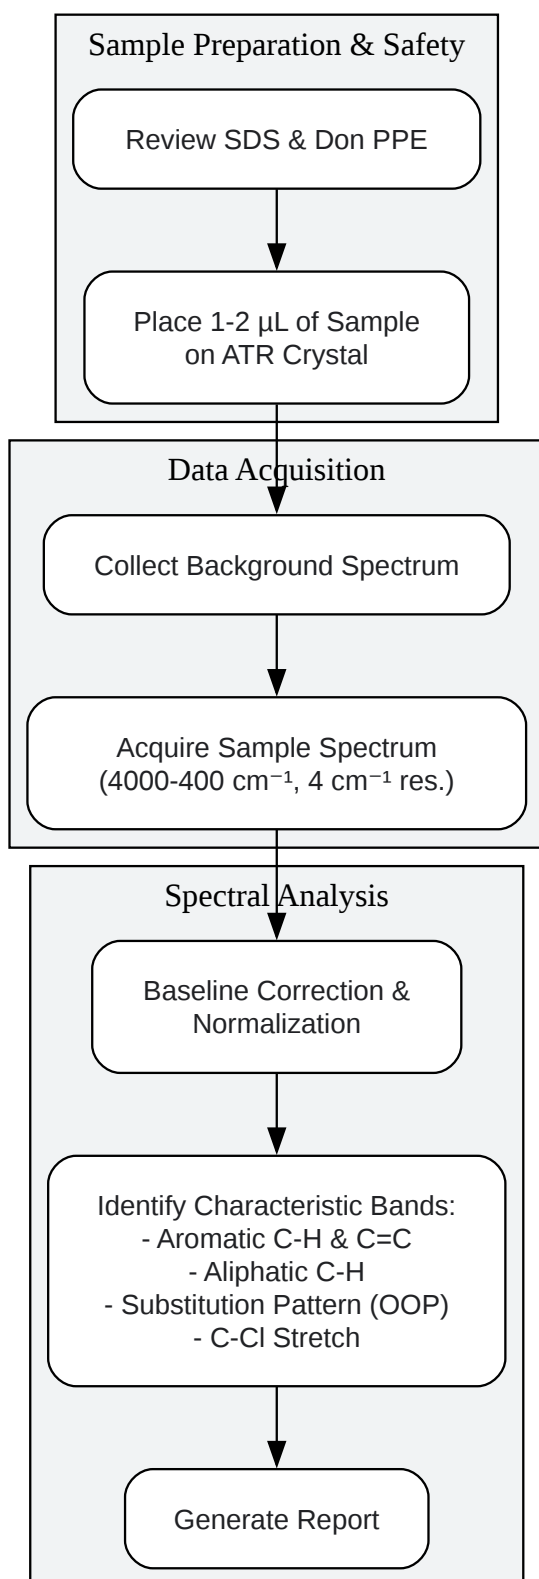 Sample Preparation & Safety
Review SDS & Don PPE
Place 1-2 µL of Sample
on ATR Crystal
Data Acquisition
Collect Background Spectrum
Acquire Sample Spectrum
(4000-400 cm⁻¹, 4 cm⁻¹ res.)
Spectral Analysis
Baseline Correction &
Normalization
Identify Characteristic Bands:
- Aromatic C-H & C=C
- Aliphatic C-H
- Substitution Pattern (OOP)
- C-Cl Stretch
Generate Report